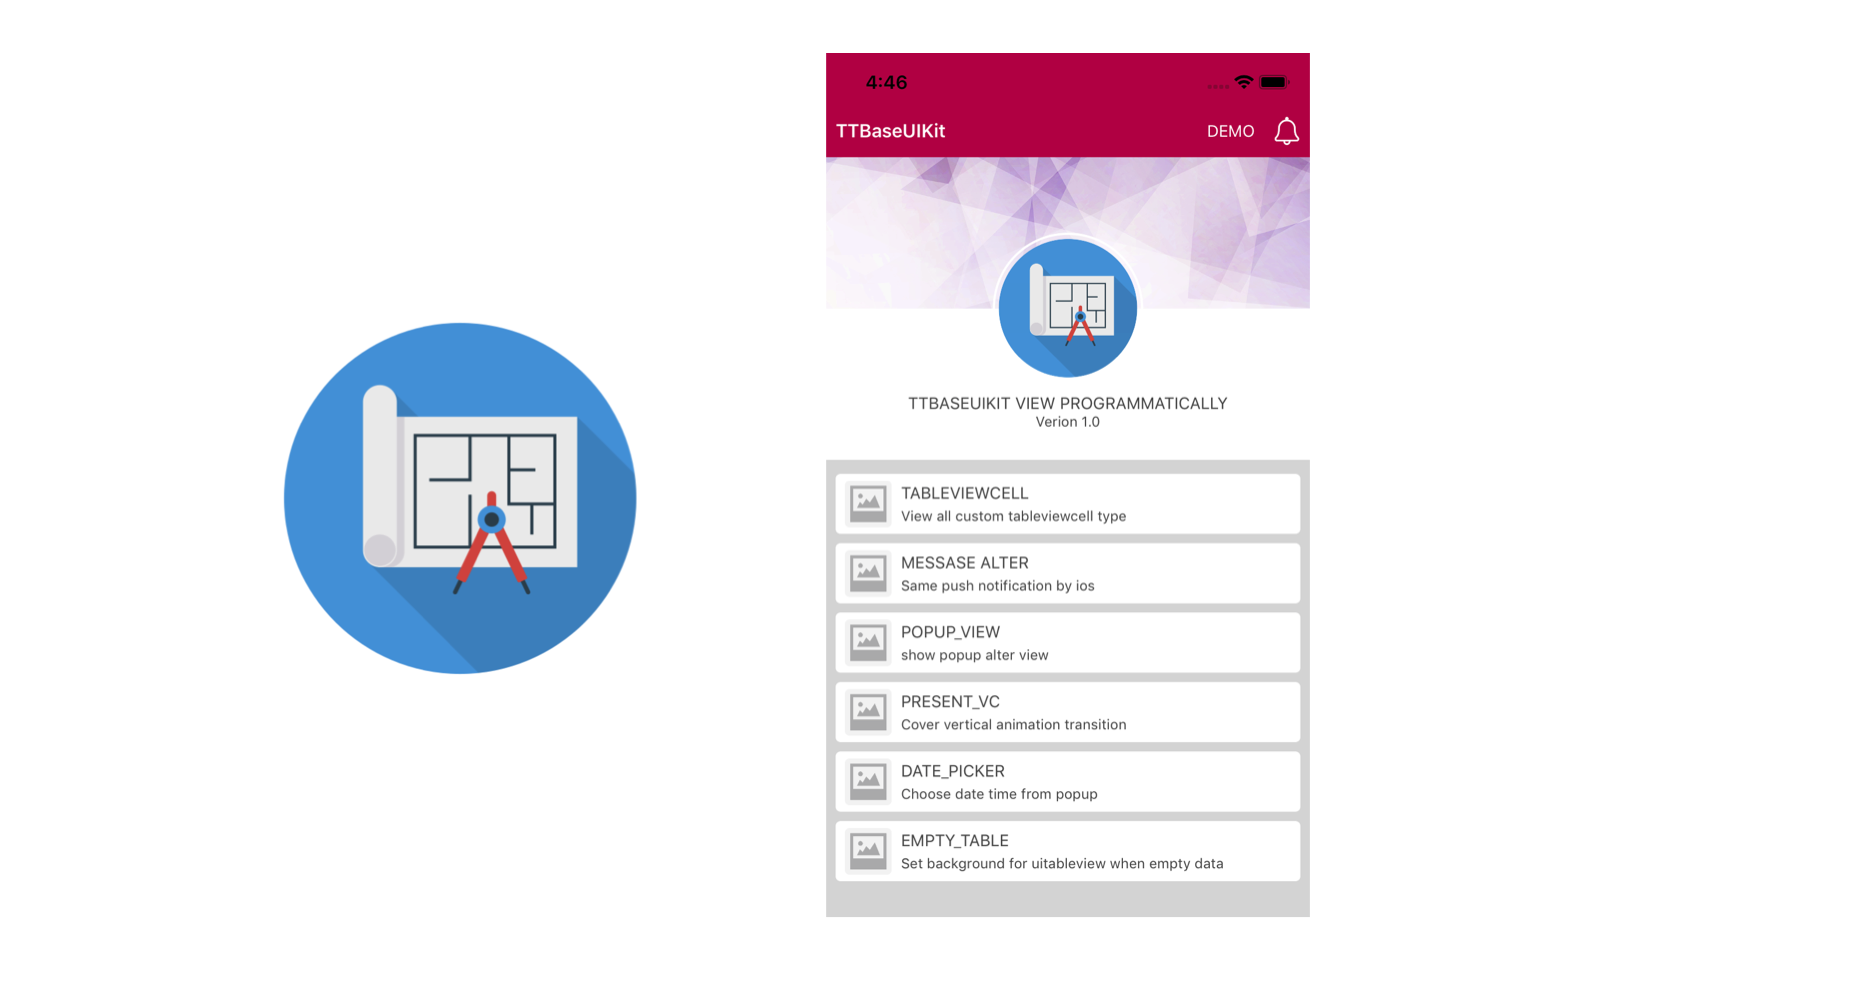 4:46
TTBaseUIKit
DEMO
TTBASEUIKIT VIEW PROGRAMMATICALLY
Verion 1.0
TABLEVIEWCELL
View all custom tableviewcell type
MESSASE ALTER
Same push notification by ios
POPUP_VIEW
show popup alter view
PRESENT_VC
Cover vertical animation transition
DATE_PICKER
Choose date time from popup
EMPTY_TABLE
Set background for uitableview when empty data